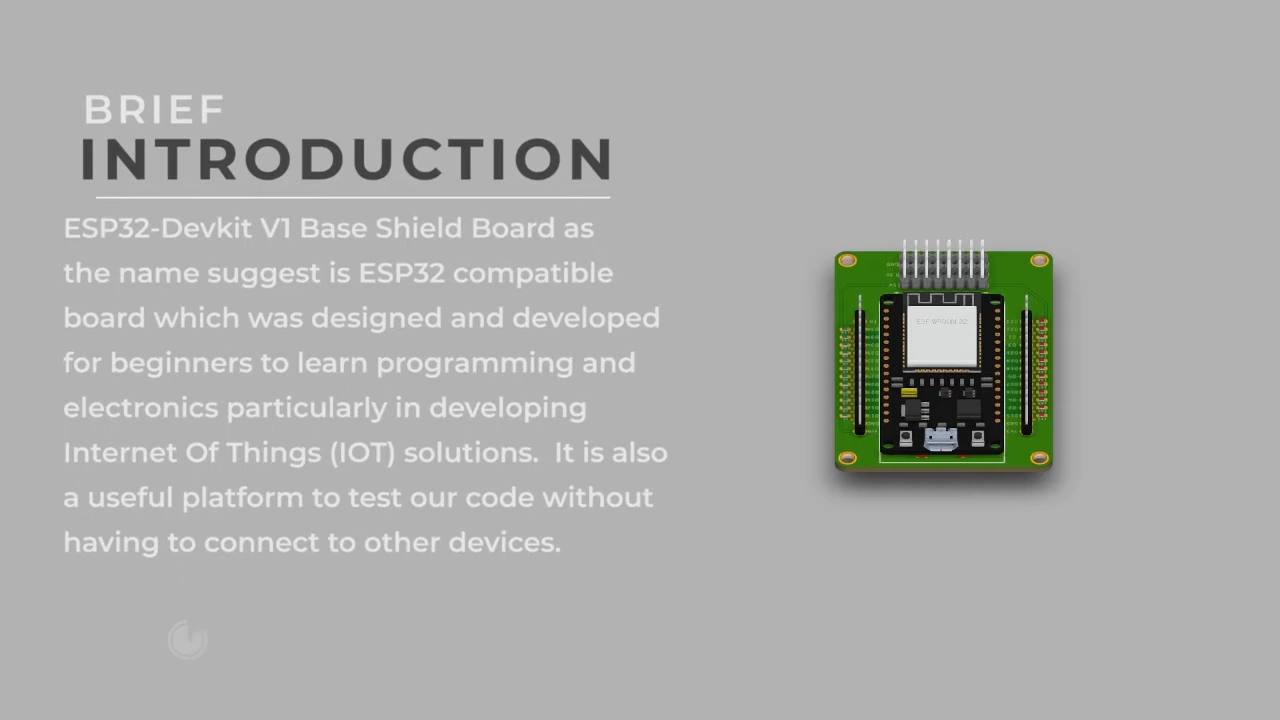 BRIEF
INTRODUCTION
ESP32-Devkit V1 Base Shield Board as
the name suggest is ESP32 compatible
board which was designed and developed
for beginners to learn programming and
electronics particularly in developing
Internet Of Things (IOT) solutions.  It is also
a useful platform to test our code without
having to connect to other devices.